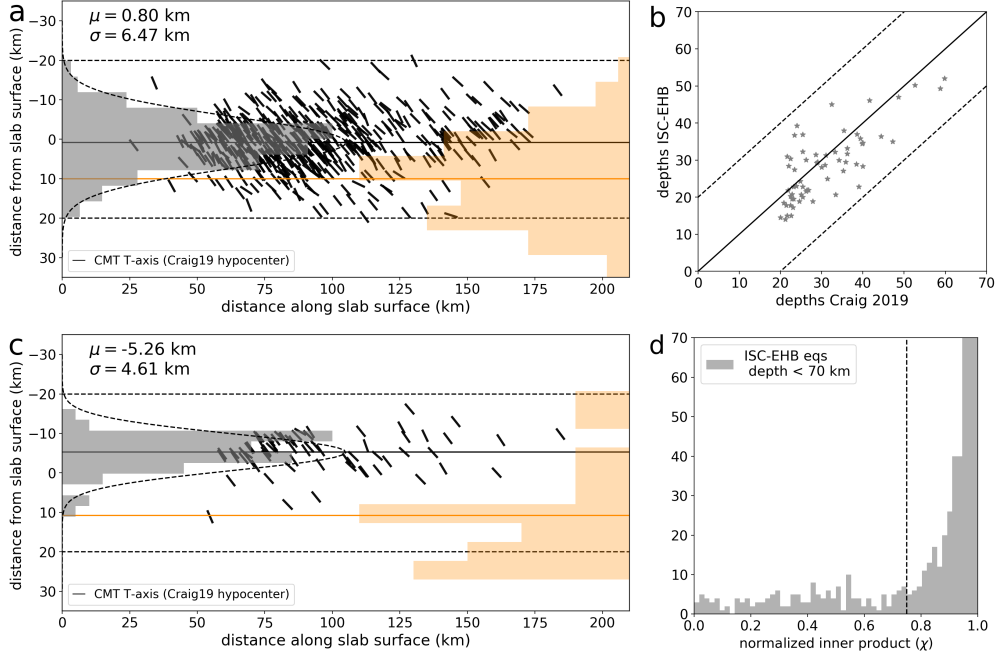 a
μ = 0.80 km
σ = 6.47 km
distance from slab surface (km)
−30
−20
−10
0
10
20
30
CMT T-axis (Craig19 hypocenter)
0 25 50 75 100 125 150 175 200
distance along slab surface (km)
b
depths ISC-EHB
70
60
50
40
30
20
10
0
0 10 20 30 40 50 60 70
depths Craig 2019
c
μ = -5.26 km
σ = 4.61 km
distance from slab surface (km)
−30
−20
−10
0
10
20
30
CMT T-axis (Craig19 hypocenter)
0 25 50 75 100 125 150 175 200
distance along slab surface (km)
d
70
60
50
40
30
20
10
0
ISC-EHB eqs
depth < 70 km
0.0 0.2 0.4 0.6 0.8 1.0
normalized inner product (χ)